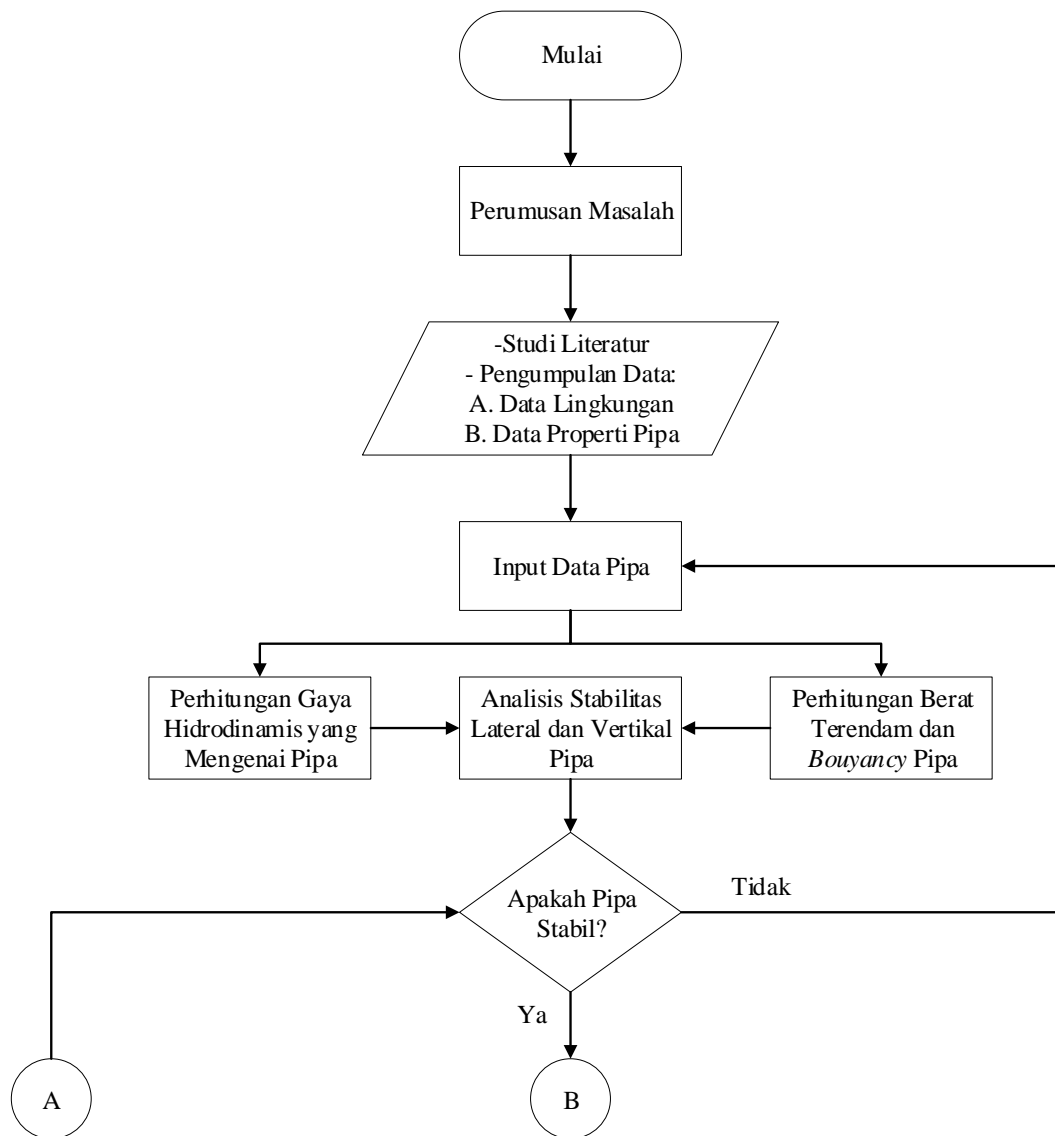 Mulai
Perumusan Masalah
-Studi Literatur
- Pengumpulan Data:
A. Data Lingkungan
B. Data Properti Pipa
Input Data Pipa
Perhitungan Gaya
Hidrodinamis yang
Mengenai Pipa
Analisis Stabilitas
Lateral dan Vertikal
Pipa
Perhitungan Berat
Terendam dan
Bouyancy Pipa
Apakah Pipa
Stabil?
Tidak
Ya
A
B